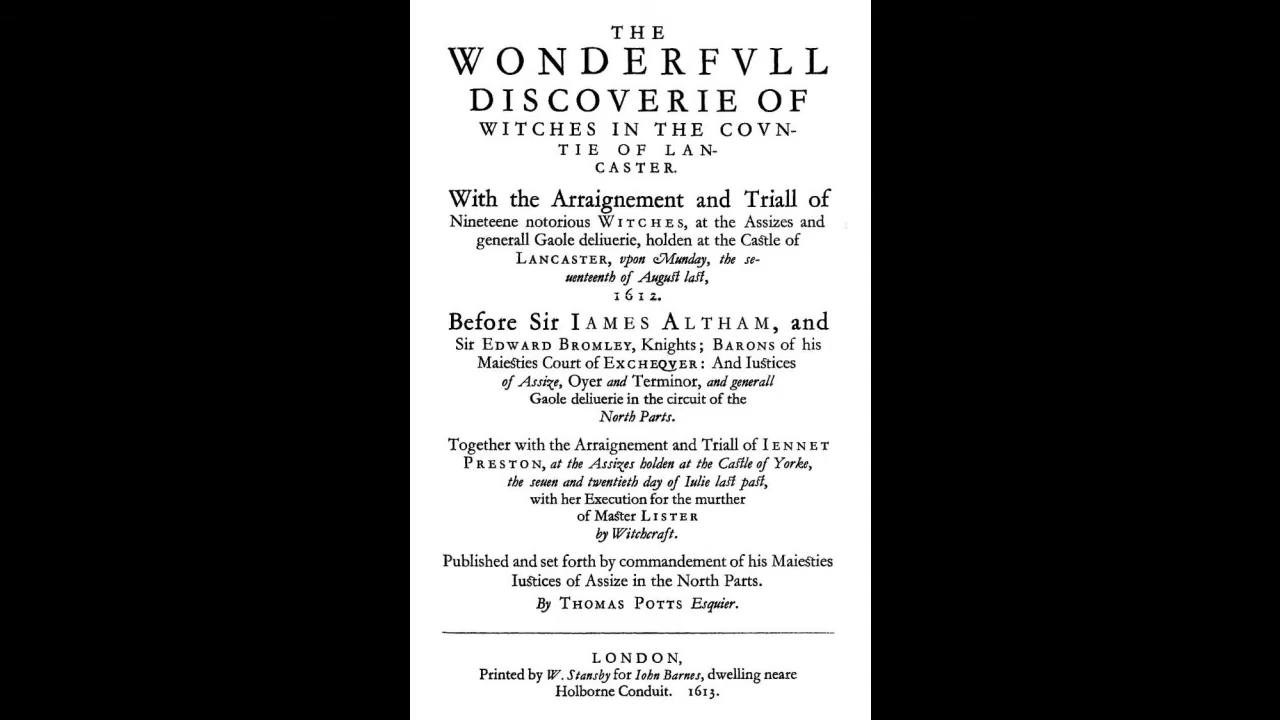 THE
WONDERFVLL
DISCOVERIE OF
WITCHES IN THE COVN-
TIE OF LAN-
CASTER.
With the Arraignement and Triall of
Nineteene notorious WITCHES, at the Assizes and
generall Gaole deliuerie, holden at the Castle of
LANCASTER, vpon Munday, the se-
uenteenth of August last,
1612.
Before Sir IAMES ALTHAM, and
Sir EDWARD BROMLEY, Knights; BARONS of his
Maiesties Court of EXCHEQVER: And Iustices
of Assize, Oyer and Terminor, and generall
Gaole deliuerie in the circuit of the
North Parts.
Together with the Arraignement and Triall of IENNET
PRESTON, at the Assizes holden at the Castle of Yorke,
the seuen and twentieth day of Iulie last past,
with her Execution for the murther
of Master LISTER
by Witchcraft.
Published and set forth by commandement of his Maiesties
Iustices of Assize in the North Parts.
By THOMAS POTTS Esquier.
LONDON,
Printed by W. Stansby for Iohn Barnes, dwelling neare
Holborne Conduit. 1613.